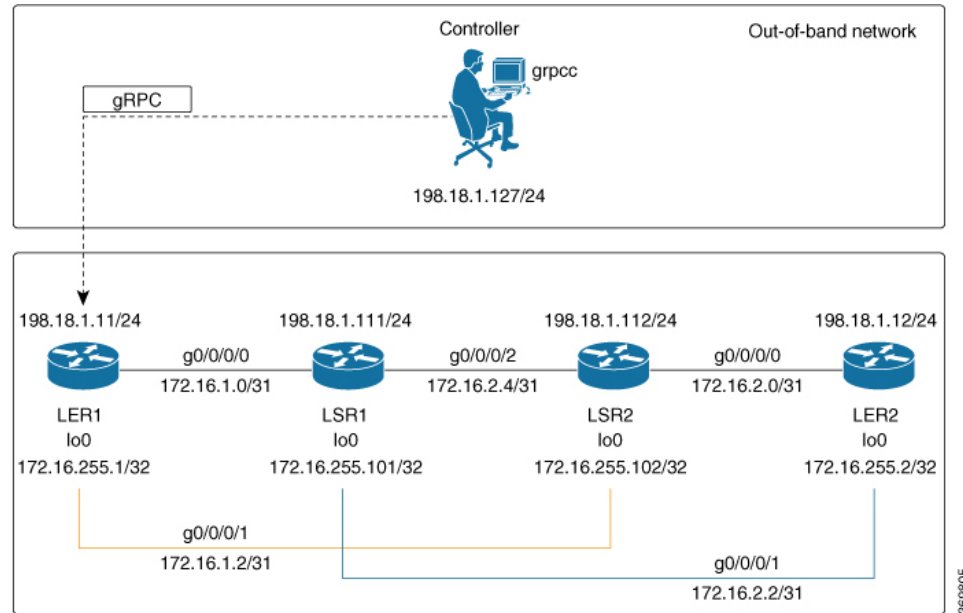 Controller
Out-of-band network
grpcc
gRPC
198.18.1.127/24
198.18.1.11/24
198.18.1.111/24
198.18.1.112/24
198.18.1.12/24
g0/0/0/0
g0/0/0/2
g0/0/0/0
172.16.1.0/31
172.16.2.4/31
172.16.2.0/31
LER1
LSR1
LSR2
LER2
lo0
lo0
lo0
lo0
172.16.255.1/32
172.16.255.101/32
172.16.255.102/32
172.16.255.2/32
g0/0/0/1
172.16.1.2/31
g0/0/0/1
172.16.2.2/31